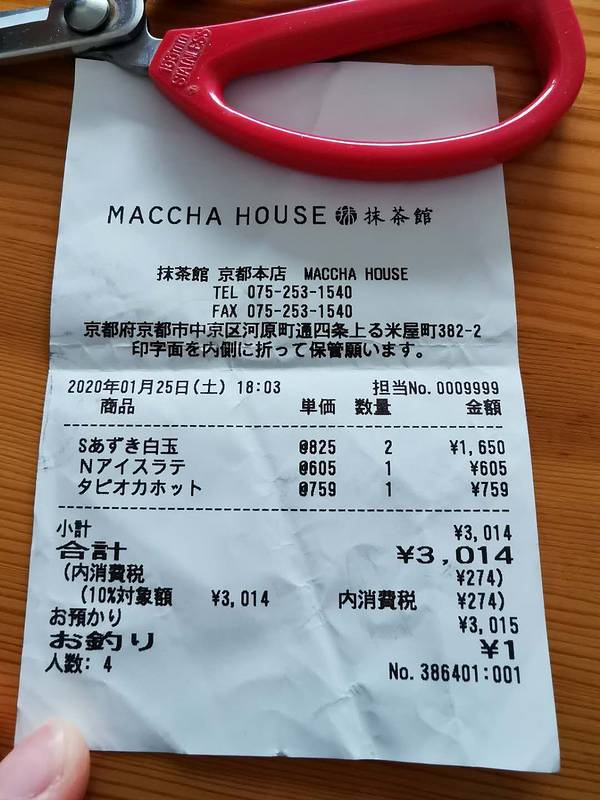 188mm
STAINLESS
MACCHA HOUSE 抹茶館
抹茶館 京都本店 MACCHA HOUSE
TEL 075-253-1540
FAX 075-253-1540
京都府京都市中京区河原町通四条上る米屋町382-2
印字面を内側に折って保管願います。
2020年01月25日(土) 18:03 担当No. 0009999
商品 単価 数量 金額
Sあずき白玉 @825 2 ¥1,650
Nアイスラテ @605 1 ¥605
タピオカホット @759 1 ¥759
小計 ¥3,014
合計 ¥3,014
(内消費税 ¥274)
(10%対象額 ¥3,014 内消費税 ¥274)
お預かり ¥3,015
お釣り ¥1
人数: 4
No. 386401:001